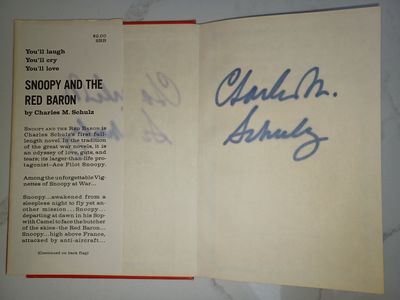 $2.00
SRB
You'll laugh
You'll cry
You'll love
SNOOPY AND THE
RED BARON
by Charles M. Schulz
SNOOPY AND THE RED BARON is
Charles Schulz's first full-
length novel. In the tradition
of the great war novels, it is
an odyssey of love, guts, and
tears; its larger-than-life pro-
tagonist—Ace Pilot Snoopy.
Among the unforgettable Vig-
nettes of Snoopy at War...
Snoopy...awakened from a
sleepless night to fly yet an-
other mission...Snoopy...
departing at dawn in his Sop-
with Camel to face the butcher
of the skies—the Red Baron...
Snoopy...high above France,
attacked by anti-aircraft...
(Continued on back flap)
Charles M.
Schulz